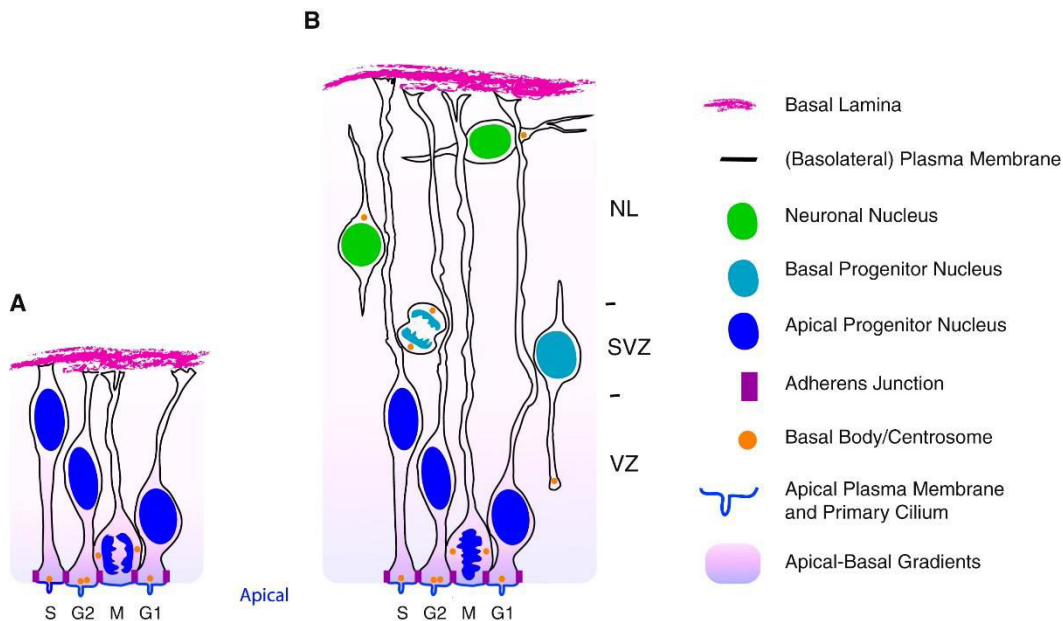 B
Basal Lamina
(Basolateral) Plasma Membrane
Neuronal Nucleus
NL
Basal Progenitor Nucleus
A
Apical Progenitor Nucleus
SVZ
Adherens Junction
Basal Body/Centrosome
VZ
Apical Plasma Membrane
and Primary Cilium
Apical-Basal Gradients
S G2 M G1
Apical
S G2 M G1